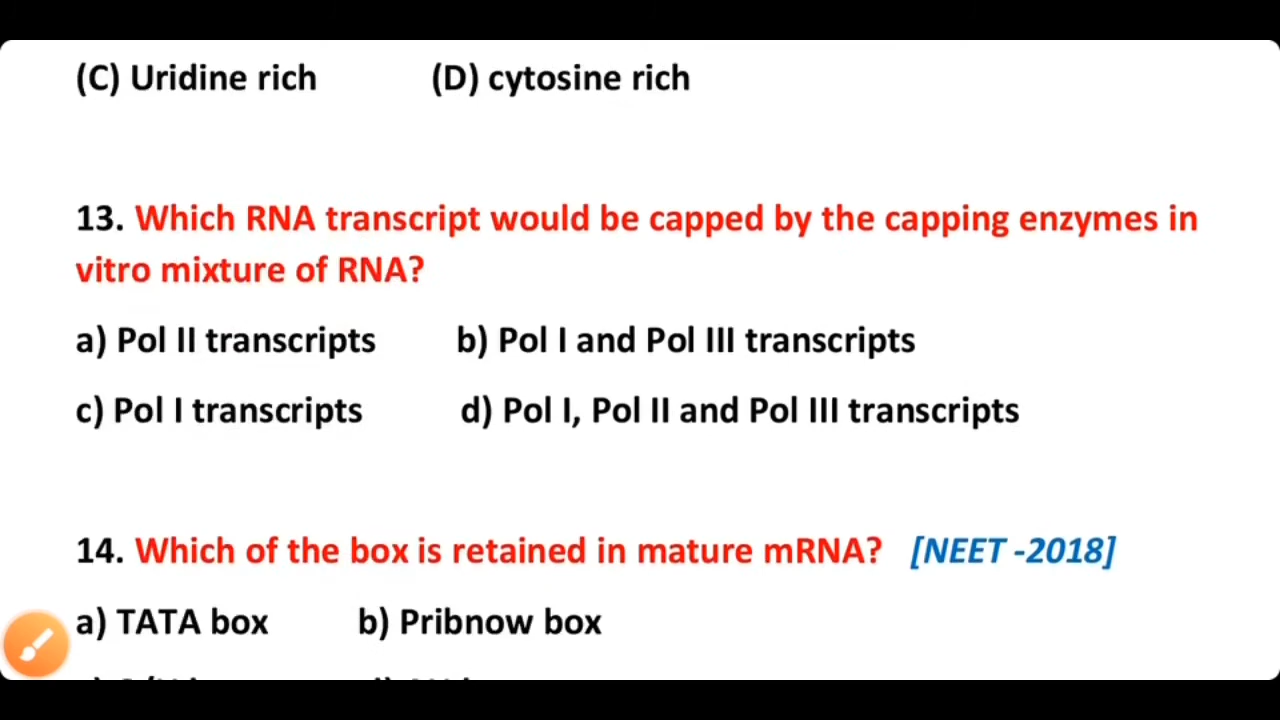 (C) Uridine rich (D) cytosine rich
13. Which RNA transcript would be capped by the capping enzymes in
vitro mixture of RNA?
a) Pol II transcripts b) Pol I and Pol III transcripts
c) Pol I transcripts d) Pol I, Pol II and Pol III transcripts
14. Which of the box is retained in mature mRNA? [NEET -2018]
a) TATA box b) Pribnow box